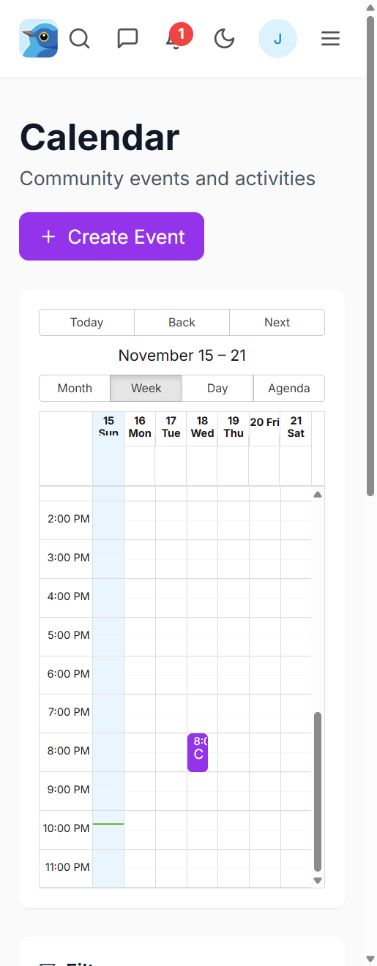 1
J
Calendar
Community events and activities
+ Create Event
Today Back Next
November 15 – 21
Month Week Day Agenda
15 Sun 16 Mon 17 Tue 18 Wed 19 Thu 20 Fri 21 Sat
2:00 PM
3:00 PM
4:00 PM
5:00 PM
6:00 PM
7:00 PM
8:00 PM
8:0
C
9:00 PM
10:00 PM
11:00 PM